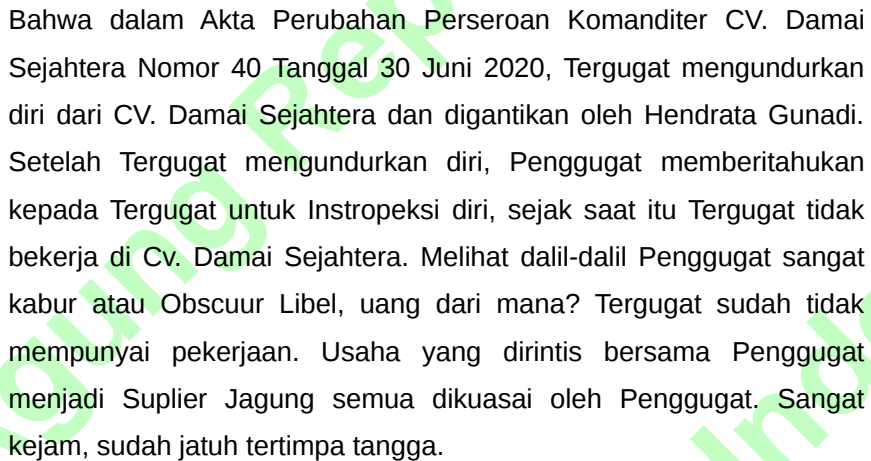 Bahwa dalam Akta Perubahan Perseroan Komanditer CV. Damai
Sejahtera Nomor 40 Tanggal 30 Juni 2020, Tergugat mengundurkan
diri dari CV. Damai Sejahtera dan digantikan oleh Hendrata Gunadi.
Setelah Tergugat mengundurkan diri, Penggugat memberitahukan
kepada Tergugat untuk Instropeksi diri, sejak saat itu Tergugat tidak
bekerja di Cv. Damai Sejahtera. Melihat dalil-dalil Penggugat sangat
kabur atau Obscuur Libel, uang dari mana? Tergugat sudah tidak
mempunyai pekerjaan. Usaha yang dirintis bersama Penggugat
menjadi Suplier Jagung semua dikuasai oleh Penggugat. Sangat
kejam, sudah jatuh tertimpa tangga.